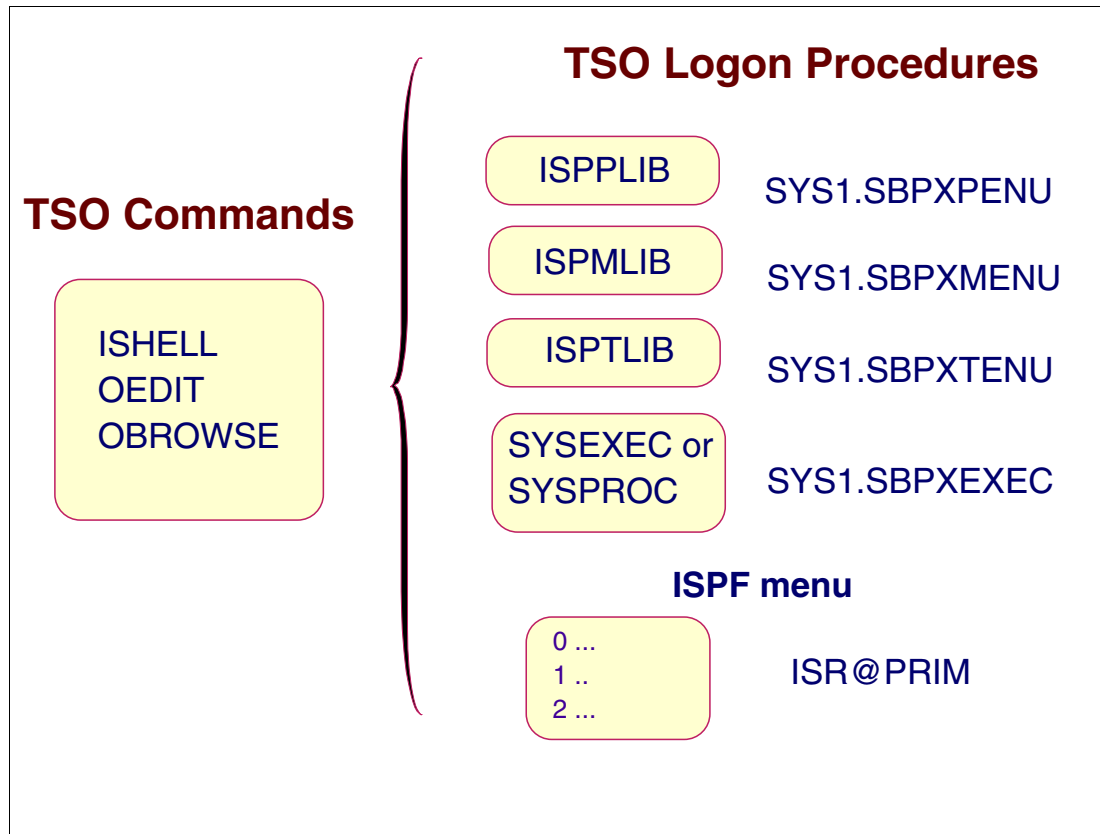 TSO Logon Procedures
TSO Commands
ISHELL
OEDIT
OBROWSE
ISPPLIB
SYS1.SBPXPENU
ISPMLIB
SYS1.SBPXMENU
ISPTLIB
SYS1.SBPXTENU
SYSEXEC or
SYSPROC
SYS1.SBPXEXEC
ISPF menu
0 ...
1 ..
2 ...
ISR@PRIM